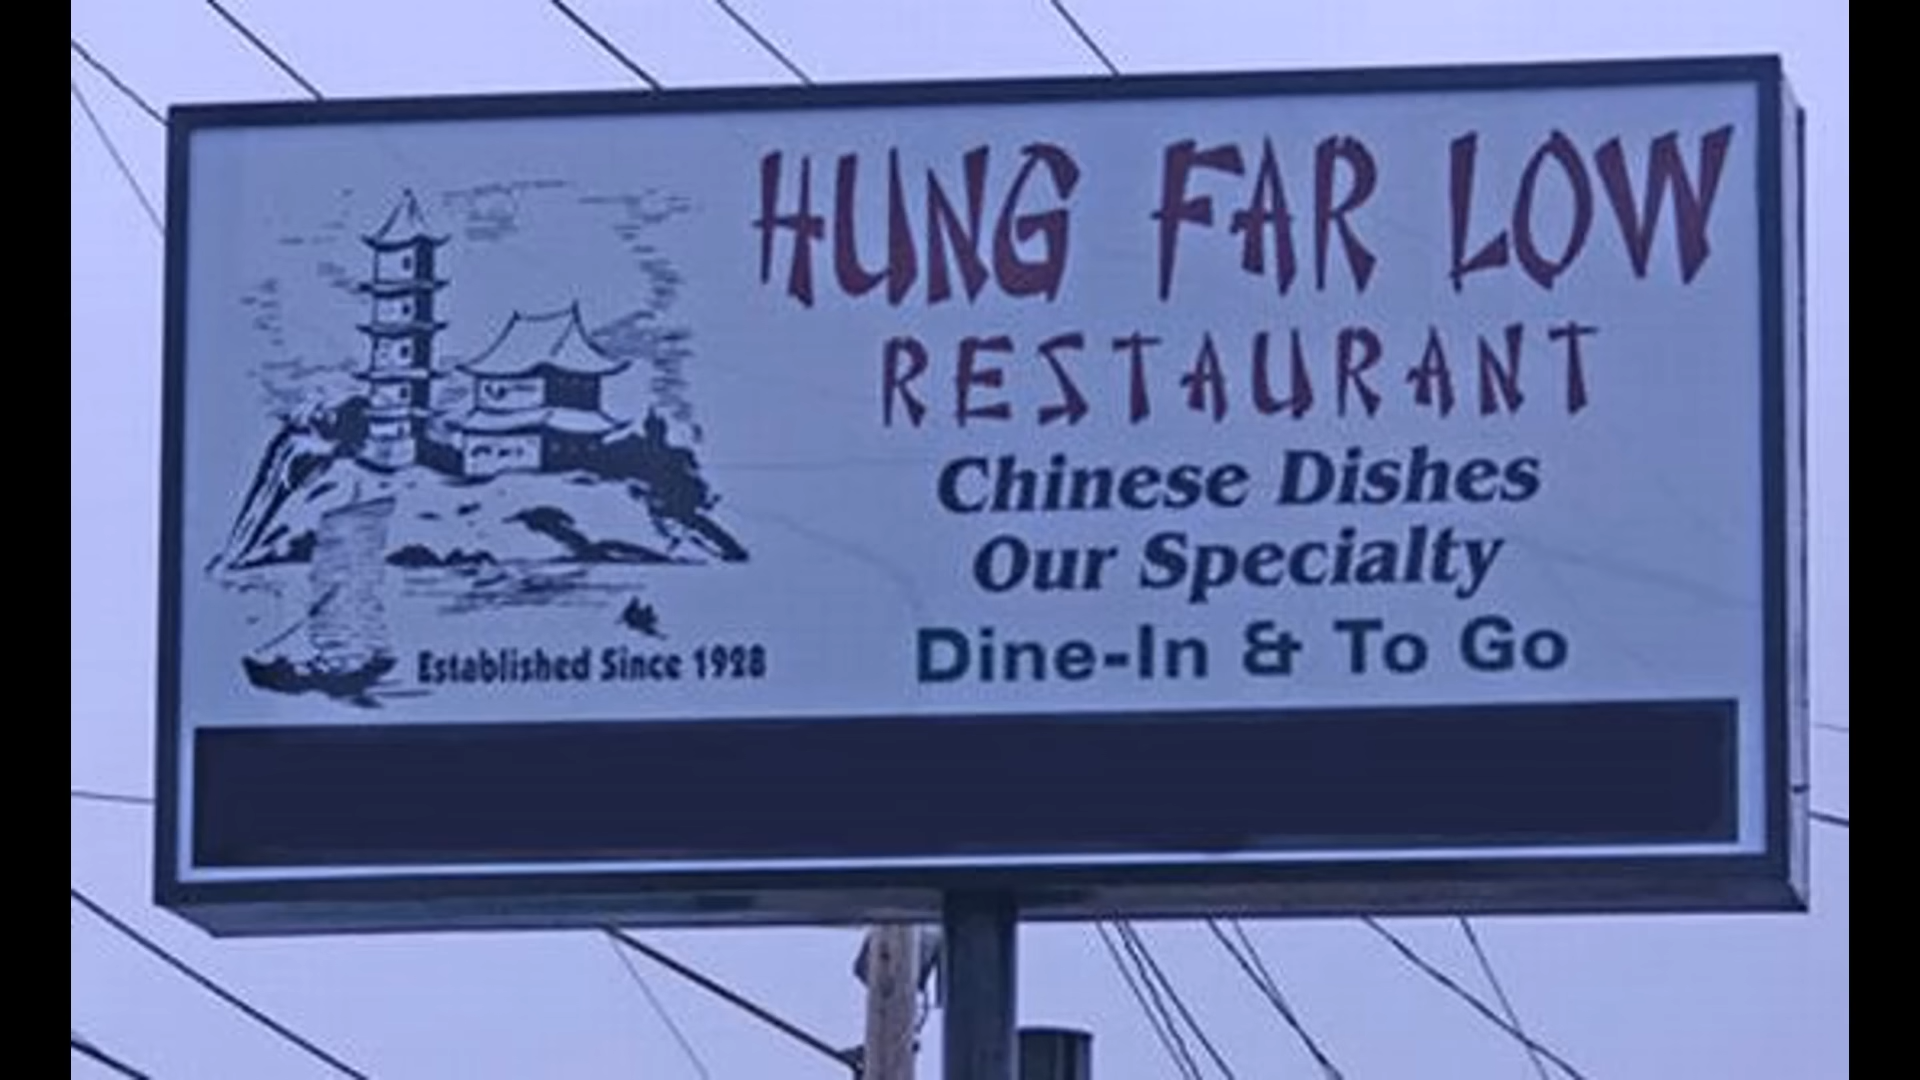 HUNG FAR LOW
RESTAURANT
Chinese Dishes
Our Specialty
Dine-In & To Go
Established Since 1928